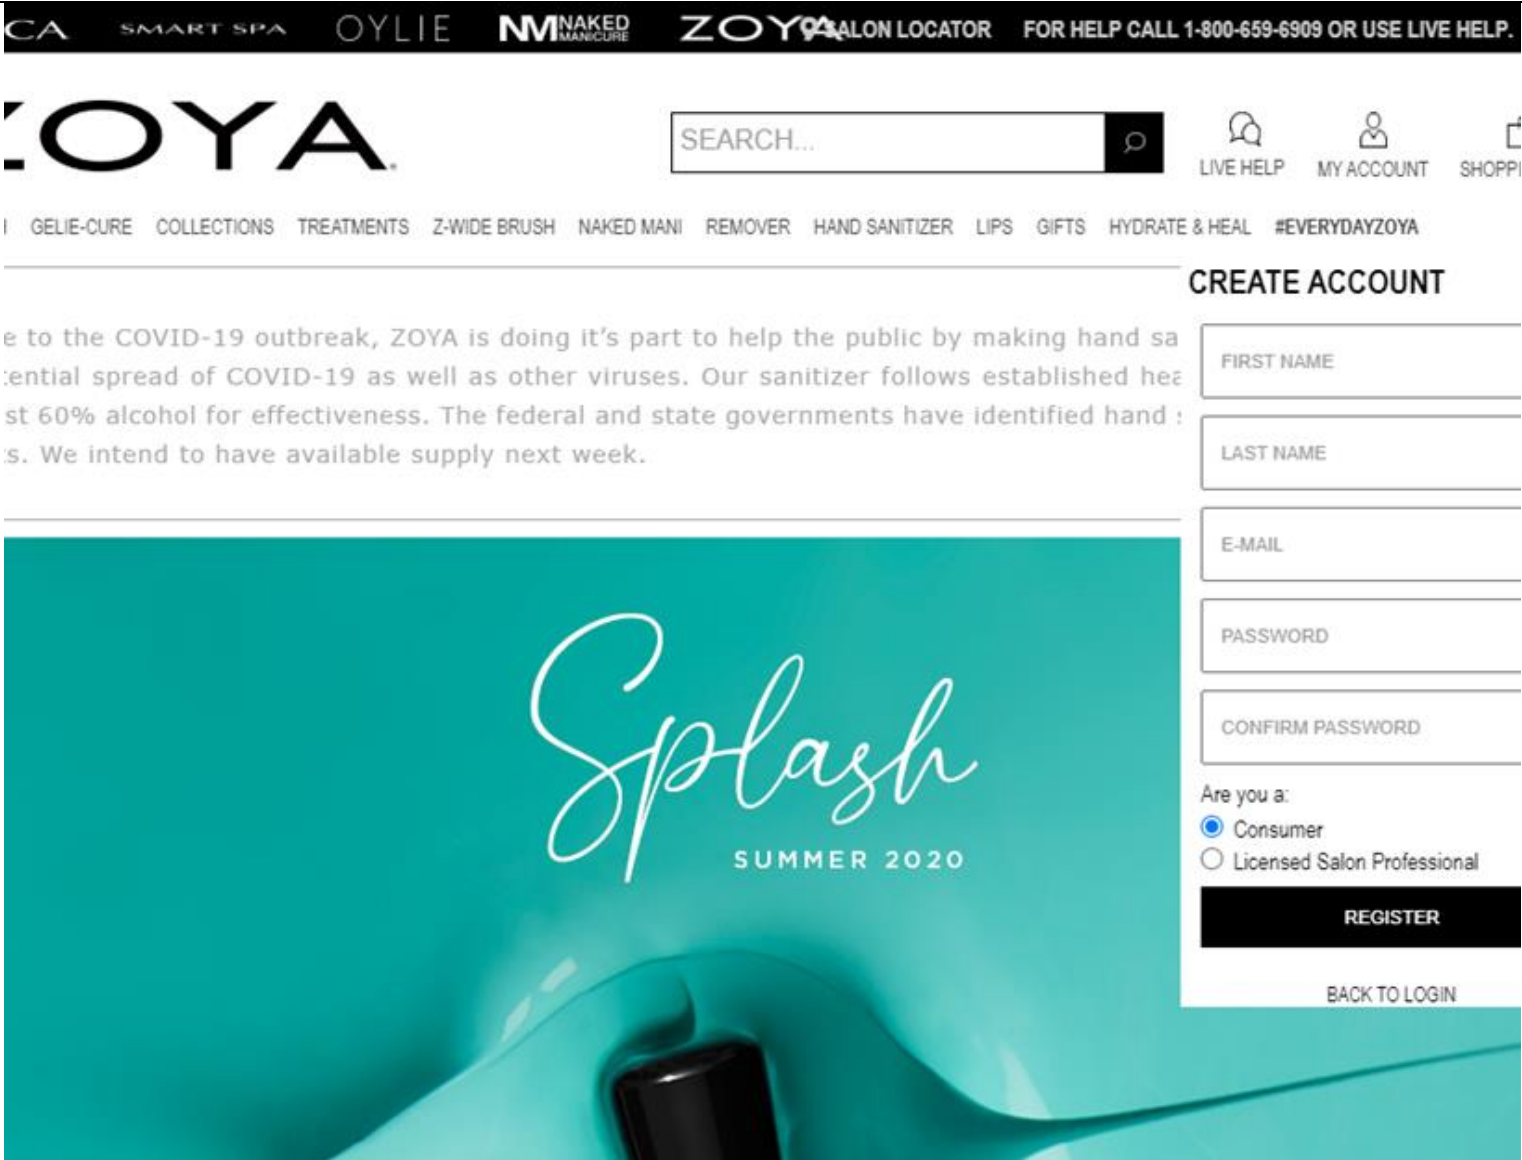 CA SMART SPA OYLIE NM NAKED MANICURE ZOYA SALON LOCATOR FOR HELP CALL 1-800-659-6909 OR USE LIVE HELP.
ZOYA
SEARCH...
LIVE HELP MY ACCOUNT SHOPPI
GELIE-CURE COLLECTIONS TREATMENTS Z-WIDE BRUSH NAKED MANI REMOVER HAND SANITIZER LIPS GIFTS HYDRATE & HEAL #EVERYDAYZOYA
e to the COVID-19 outbreak, ZOYA is doing it's part to help the public by making hand sa
ential spread of COVID-19 as well as other viruses. Our sanitizer follows established hea
st 60% alcohol for effectiveness. The federal and state governments have identified hand
s. We intend to have available supply next week.
CREATE ACCOUNT
FIRST NAME
LAST NAME
E-MAIL
PASSWORD
CONFIRM PASSWORD
Are you a:
Consumer
Licensed Salon Professional
REGISTER
BACK TO LOGIN
Splash
SUMMER 2020